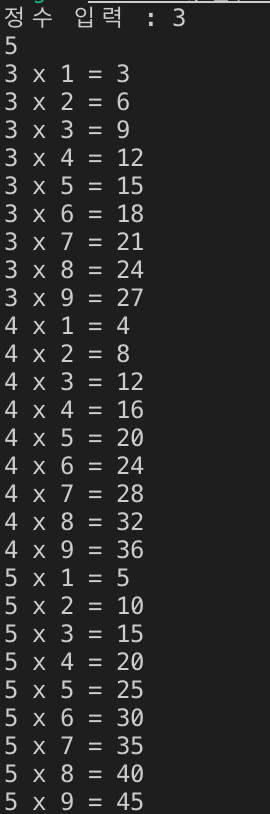 정수 입력 : 3
5
3 x 1 = 3
3 x 2 = 6
3 x 3 = 9
3 x 4 = 12
3 x 5 = 15
3 x 6 = 18
3 x 7 = 21
3 x 8 = 24
3 x 9 = 27
4 x 1 = 4
4 x 2 = 8
4 x 3 = 12
4 x 4 = 16
4 x 5 = 20
4 x 6 = 24
4 x 7 = 28
4 x 8 = 32
4 x 9 = 36
5 x 1 = 5
5 x 2 = 10
5 x 3 = 15
5 x 4 = 20
5 x 5 = 25
5 x 6 = 30
5 x 7 = 35
5 x 8 = 40
5 x 9 = 45